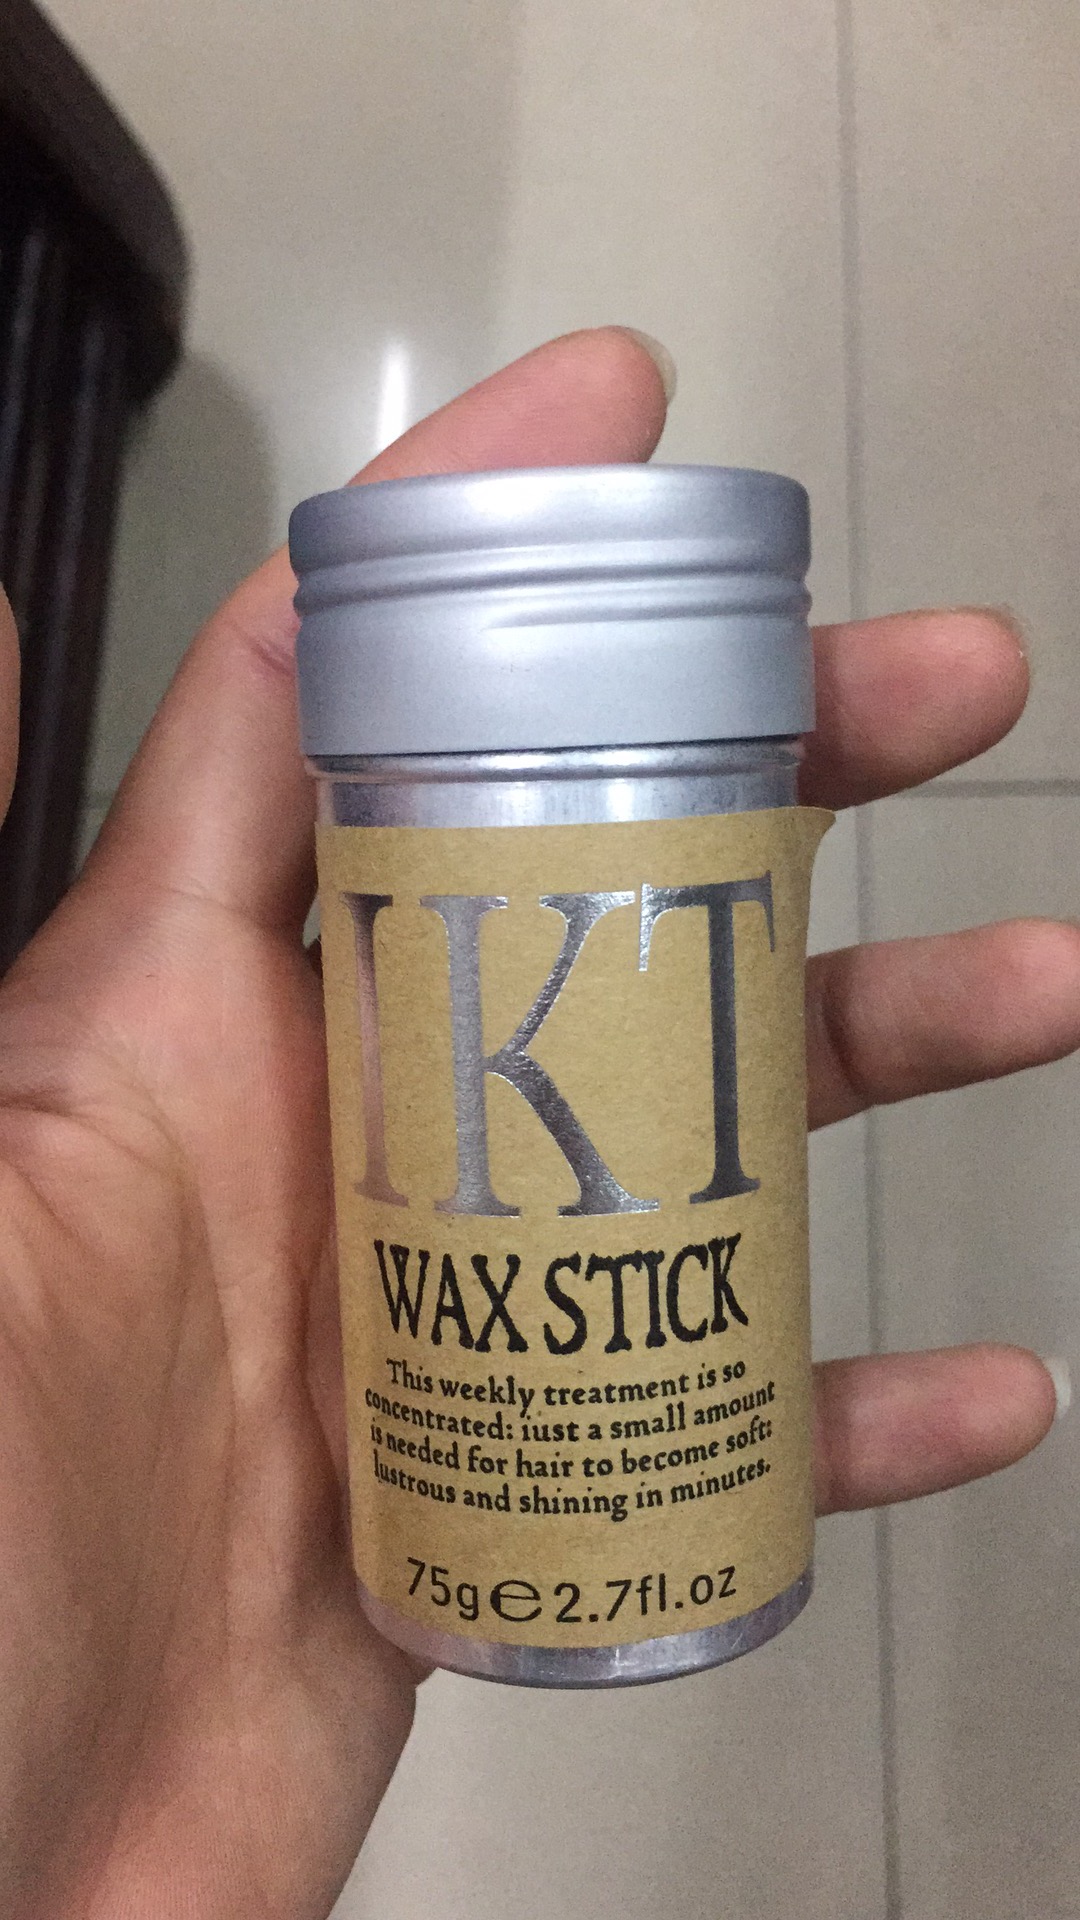 IKT
WAX STICK
This weekly treatment is so
concentrated: iust a small amount
is needed for hair to become soft:
lustrous and shining in minutes.
75g℮2.7fl.oz